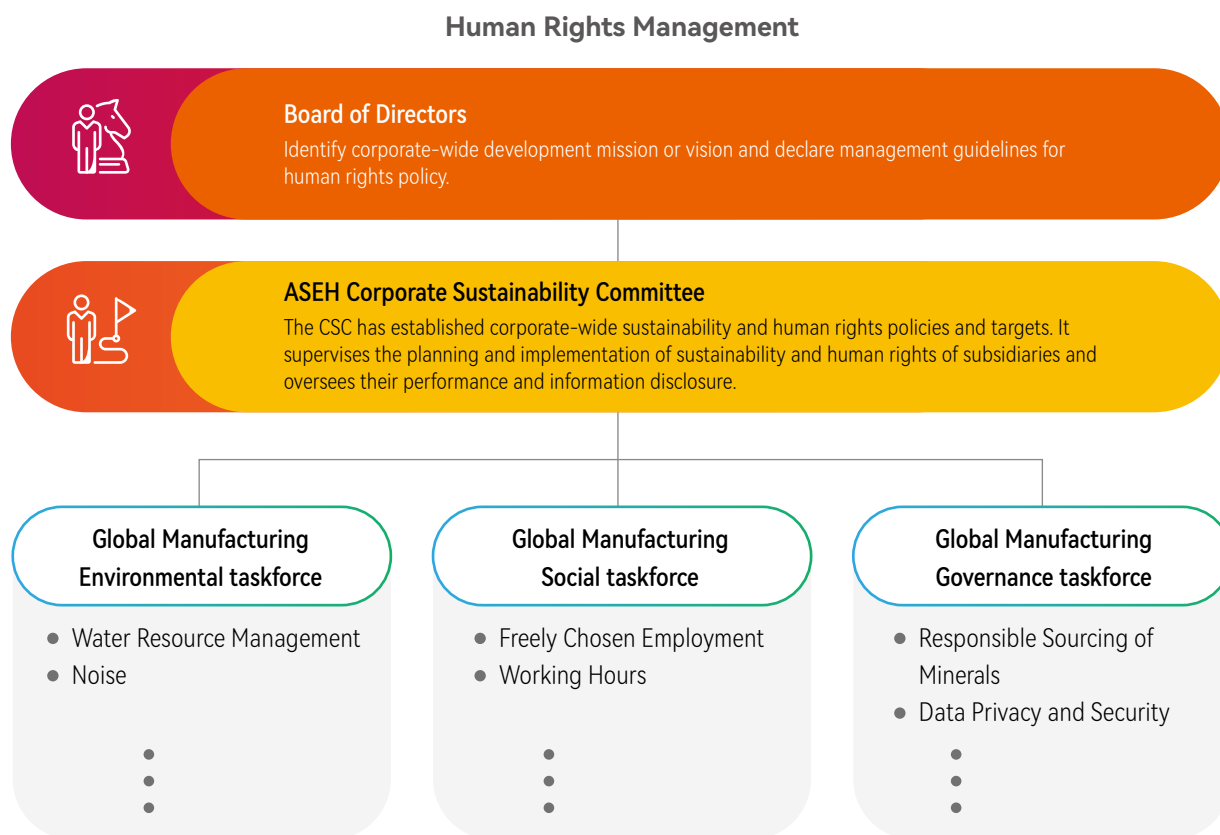 Human Rights Management
Board of Directors
Identify corporate-wide development mission or vision and declare management guidelines for
human rights policy.
ASEH Corporate Sustainability Committee
The CSC has established corporate-wide sustainability and human rights policies and targets. It
supervises the planning and implementation of sustainability and human rights of subsidiaries and
oversees their performance and information disclosure.
Global Manufacturing
Environmental taskforce
• Water Resource Management
• Noise
Global Manufacturing
Social taskforce
• Freely Chosen Employment
• Working Hours
Global Manufacturing
Governance taskforce
• Responsible Sourcing of
Minerals
• Data Privacy and Security